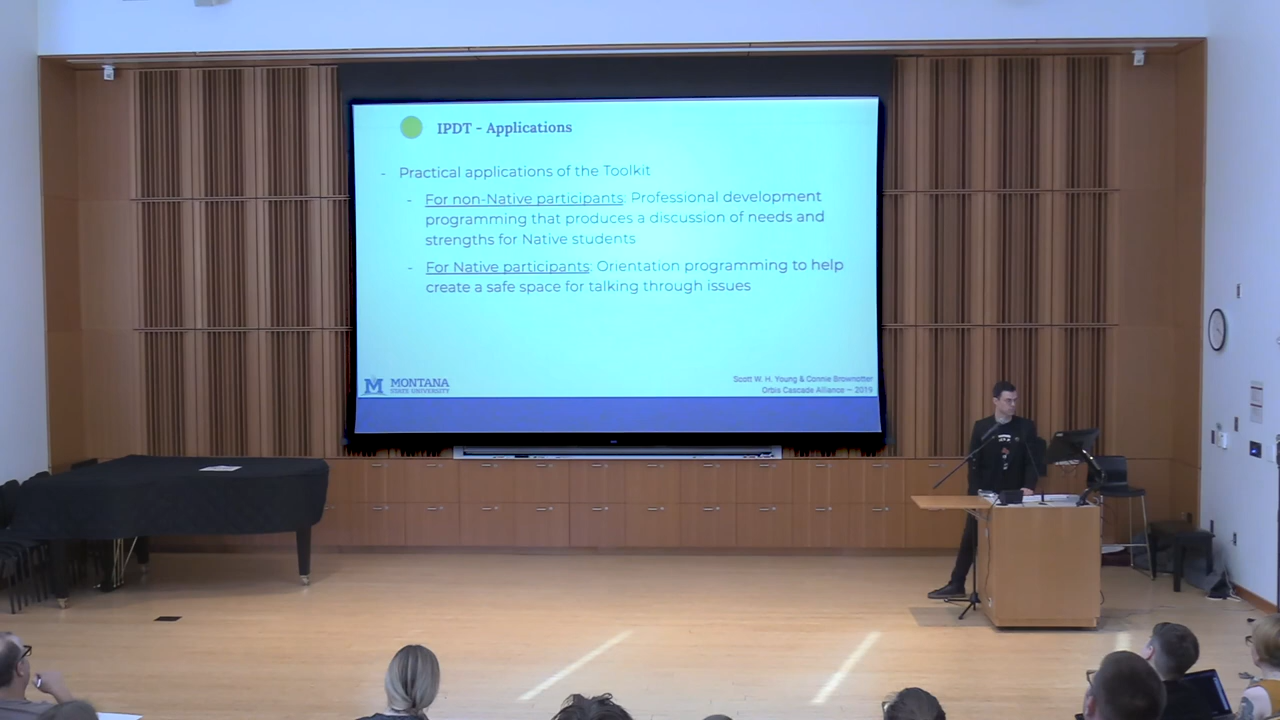 IPDT - Applications
- Practical applications of the Toolkit
- For non-Native participants: Professional development
programming that produces a discussion of needs and
strengths for Native students
- For Native participants: Orientation programming to help
create a safe space for talking through issues
MONTANA
STATE UNIVERSITY
Scott W. H. Young & Connie Brownotter
Orbis Cascade Alliance — 2019